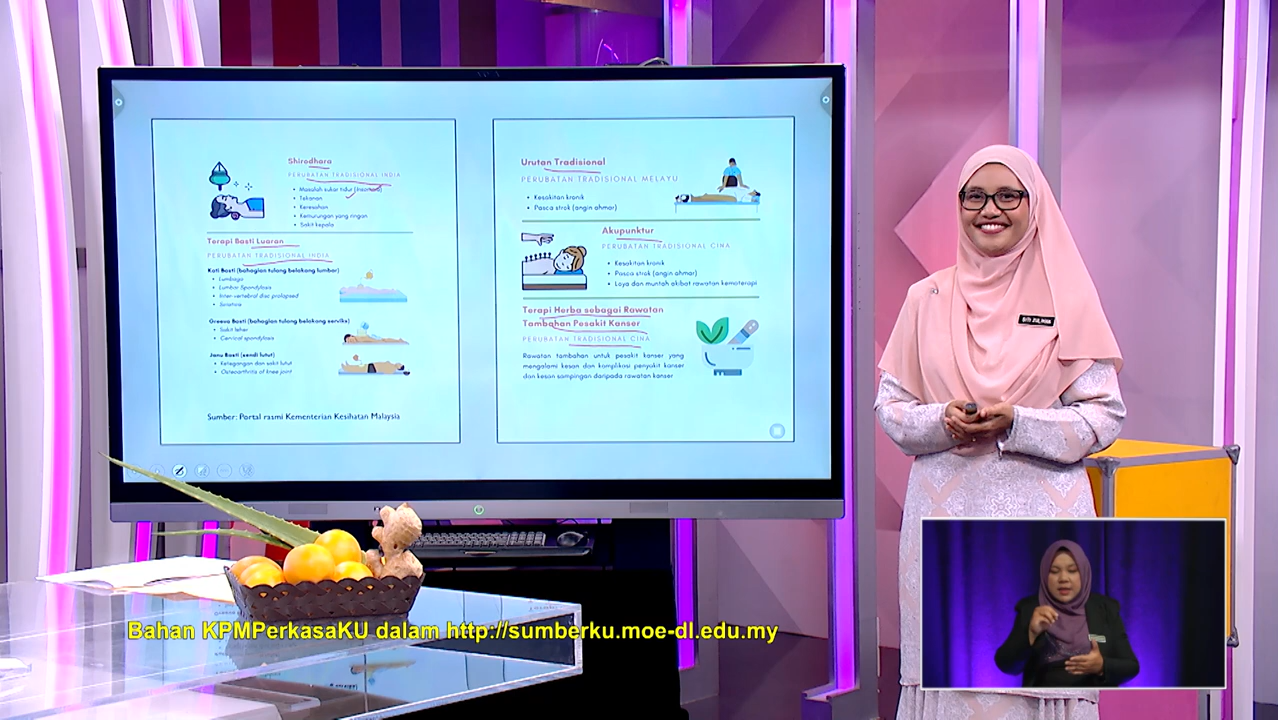 Shirodhara
PERUBATAN TRADISIONAL INDIA
Masalah sukar tidur (insomnia)
Tekanan
Keresahan
Kemurungan yang ringan
Sakit kepala
Terapi Basti Luaran
PERUBATAN TRADISIONAL INDIA
Kati Basti (bahagian tulang belakang lumbar)
Lumbago
Lumbar Spondylosis
Inter-vertebral disc prolapsed
Sciatica
Greeva Basti (bahagian tulang belakang serviks)
Sakit leher
Cervical spondylosis
Janu Basti (sendi lutut)
Ketegangan dan sakit lutut
Osteoarthritis of knee joint
Sumber: Portal rasmi Kementerian Kesihatan Malaysia
Urutan Tradisional
PERUBATAN TRADISIONAL MELAYU
Kesakitan kronik
Pasca strok (angin ahmar)
Akupunktur
PERUBATAN TRADISIONAL CINA
Kesakitan kronik
Pasca strok (angin ahmar)
Loya dan muntah akibat rawatan kemoterapi
Terapi Herba sebagai Rawatan
Tambahan Pesakit Kanser
PERUBATAN TRADISIONAL CINA
Rawatan tambahan untuk pesakit kanser yang
mengalami kesan dan komplikasi penyakit kanser
dan kesan sampingan daripada rawatan kanser
Bahan KPMPerkasaKU dalam http://sumberku.moe-dl.edu.my